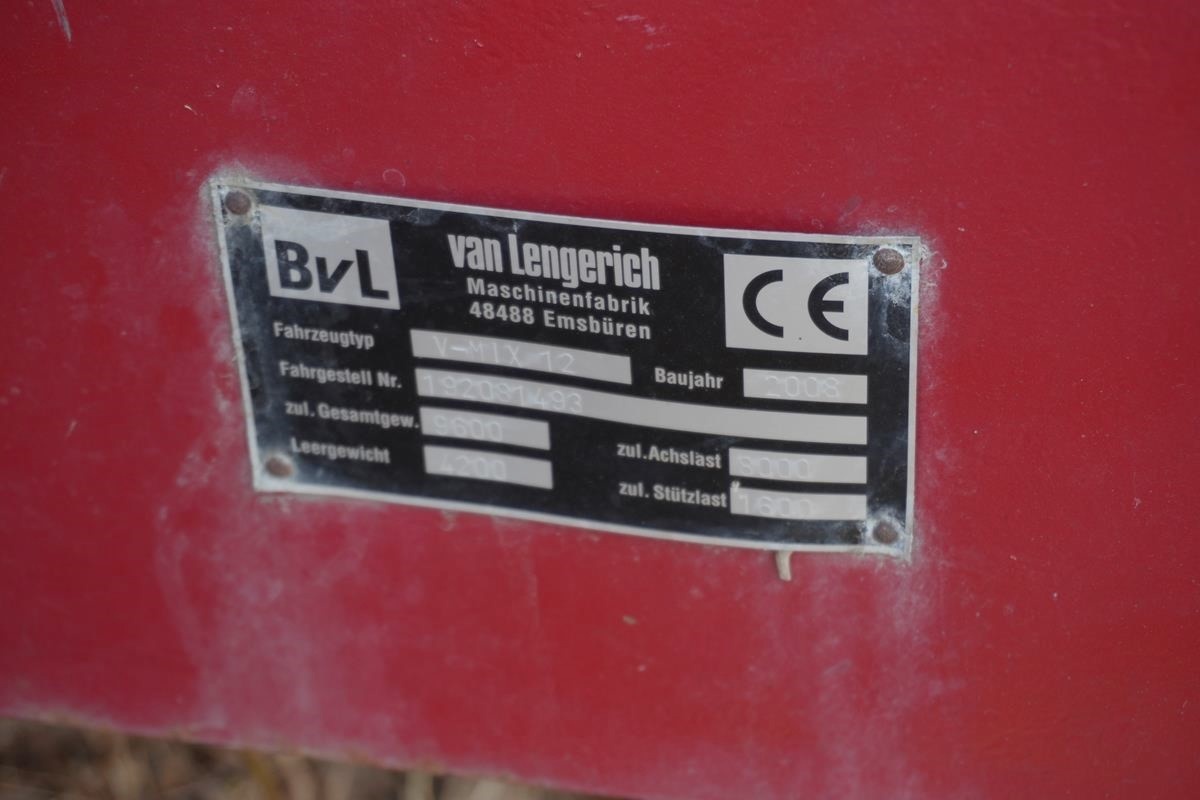 BvL
van Lengerich
Maschinenfabrik
48488 Emsbüren
CE
Fahrzeugtyp V-MIX 12 Baujahr 2008
Fahrgestell Nr. 192081493
zul. Gesamtgew. 9600 zul. Achslast 8000
Leergewicht 4200 zul. Stützlast 1600